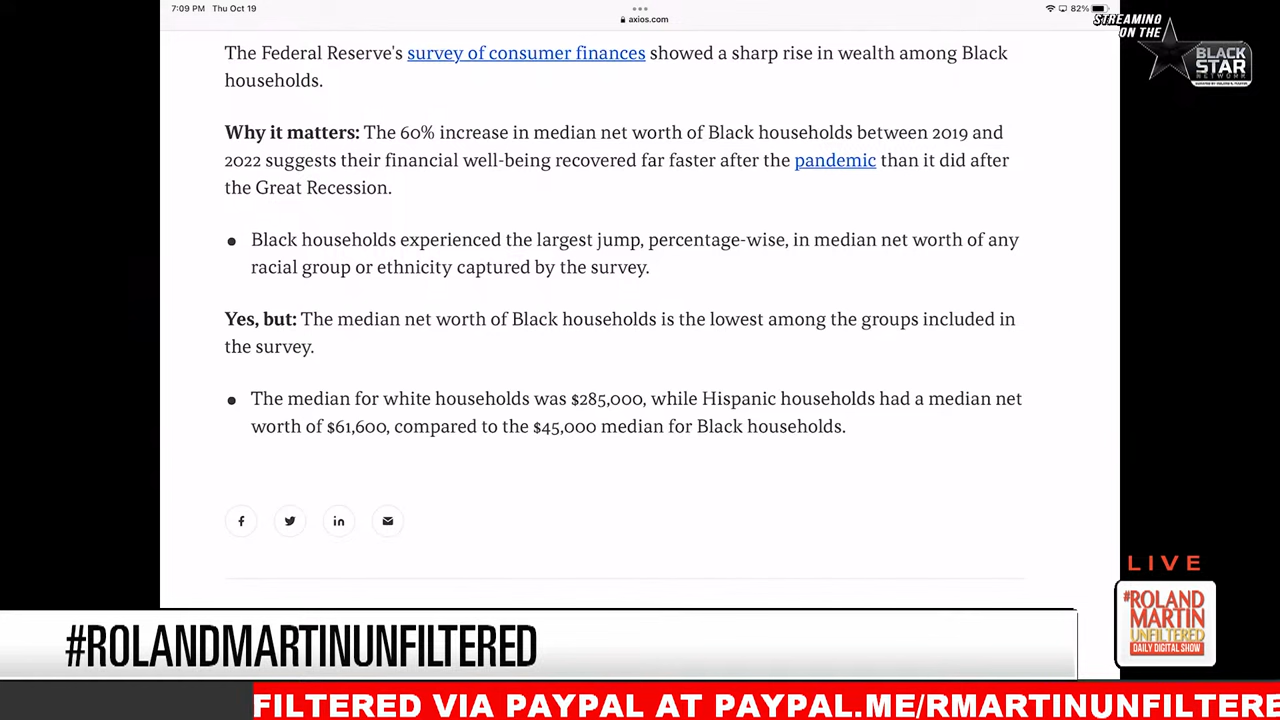 7:09 PM Thu Oct 19
axios.com
82%
STREAMING
ON THE
BLACK
STAR
NETWORK
The Federal Reserve's survey of consumer finances showed a sharp rise in wealth among Black
households.
Why it matters: The 60% increase in median net worth of Black households between 2019 and
2022 suggests their financial well-being recovered far faster after the pandemic than it did after
the Great Recession.
• Black households experienced the largest jump, percentage-wise, in median net worth of any
racial group or ethnicity captured by the survey.
Yes, but: The median net worth of Black households is the lowest among the groups included in
the survey.
• The median for white households was $285,000, while Hispanic households had a median net
worth of $61,600, compared to the $45,000 median for Black households.
LIVE
#ROLAND
MARTIN
UNFILTERED
DAILY DIGITAL SHOW
#ROLANDMARTINUNFILTERED
FILTERED VIA PAYPAL AT PAYPAL.ME/RMARTINUNFILTERE